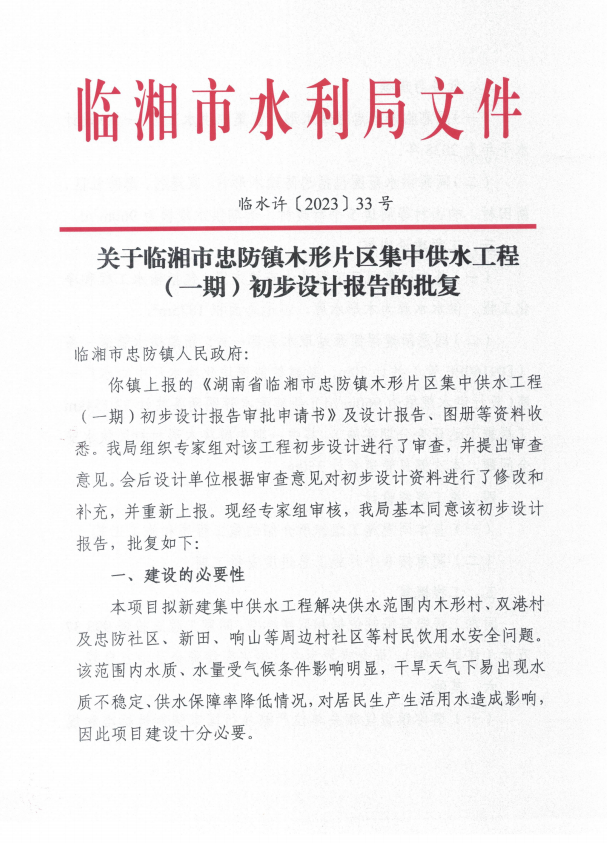 临湘市水利局文件
临水许〔2023〕33号
关于临湘市忠防镇木形片区集中供水工程
（一期）初步设计报告的批复
临湘市忠防镇人民政府：
你镇上报的《湖南省临湘市忠防镇木形片区集中供水工程
（一期）初步设计报告审批申请书》及设计报告、图册等资料收
悉。我局组织专家组对该工程初步设计进行了审查，并提出审查
意见。会后设计单位根据审查意见对初步设计资料进行了修改和
补充，并重新上报。现经专家组审核，我局基本同意该初步设计
报告，批复如下：
一、建设的必要性
本项目拟新建集中供水工程解决供水范围内木形村、双港村
及忠防社区、新田、响山等周边村社区等村民饮用水安全问题。
该范围内水质、水量受气候条件影响明显，干旱天气下易出现水
质不稳定、供水保障率降低情况，对居民生产生活用水造成影响，
因此项目建设十分必要。